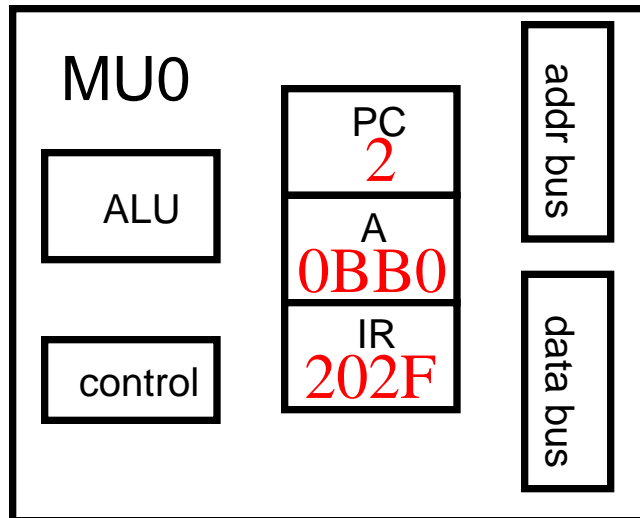 MU0
PC
2
ALU
A
0BB0
IR
202F
control
addr bus
data bus